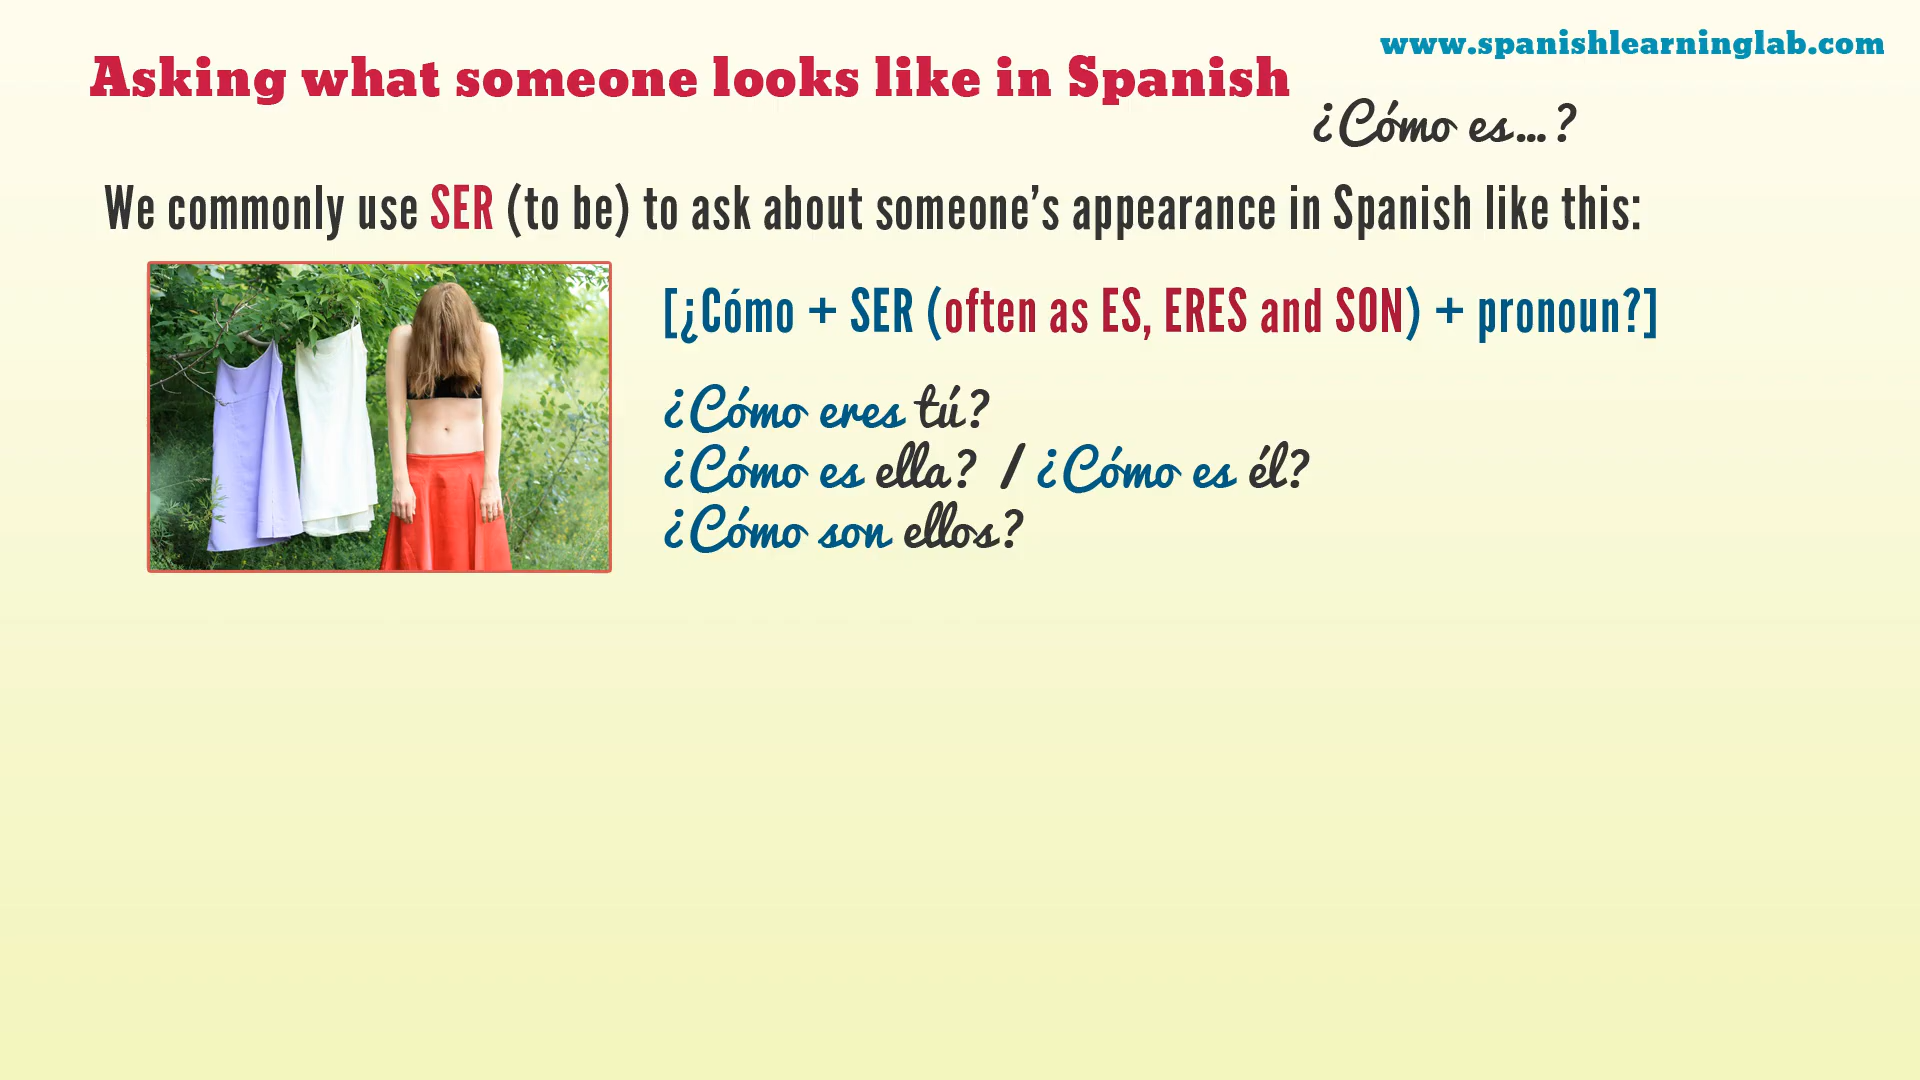 www.spanishlearninglab.com
Asking what someone looks like in Spanish
¿Cómo es...?
We commonly use SER (to be) to ask about someone's appearance in Spanish like this:
[¿Cómo + SER (often as ES, ERES and SON) + pronoun?]
¿Cómo eres tú?
¿Cómo es ella? / ¿Cómo es él?
¿Cómo son ellos?